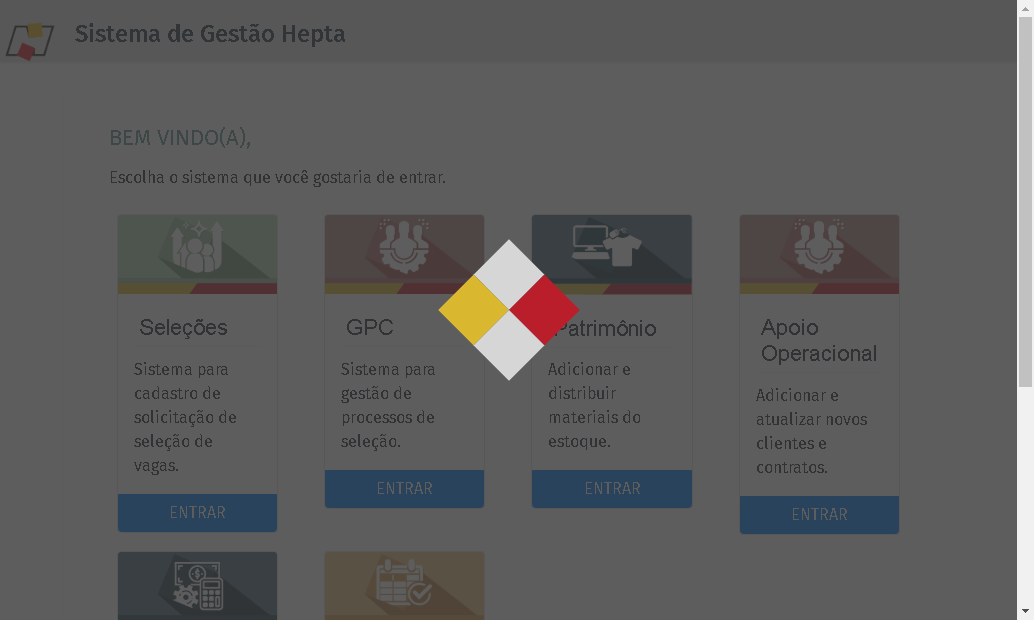 Sistema de Gestão Hepta
BEM VINDO(A),
Escolha o sistema que você gostaria de entrar.
Seleções
Sistema para
cadastro de
solicitação de
seleção de
vagas.
ENTRAR
GPC
Sistema para
gestão de
processos de
seleção.
ENTRAR
Patrimônio
Adicionar e
distribuir
materiais do
estoque.
ENTRAR
Apoio
Operacional
Adicionar e
atualizar novos
clientes e
contratos.
ENTRAR